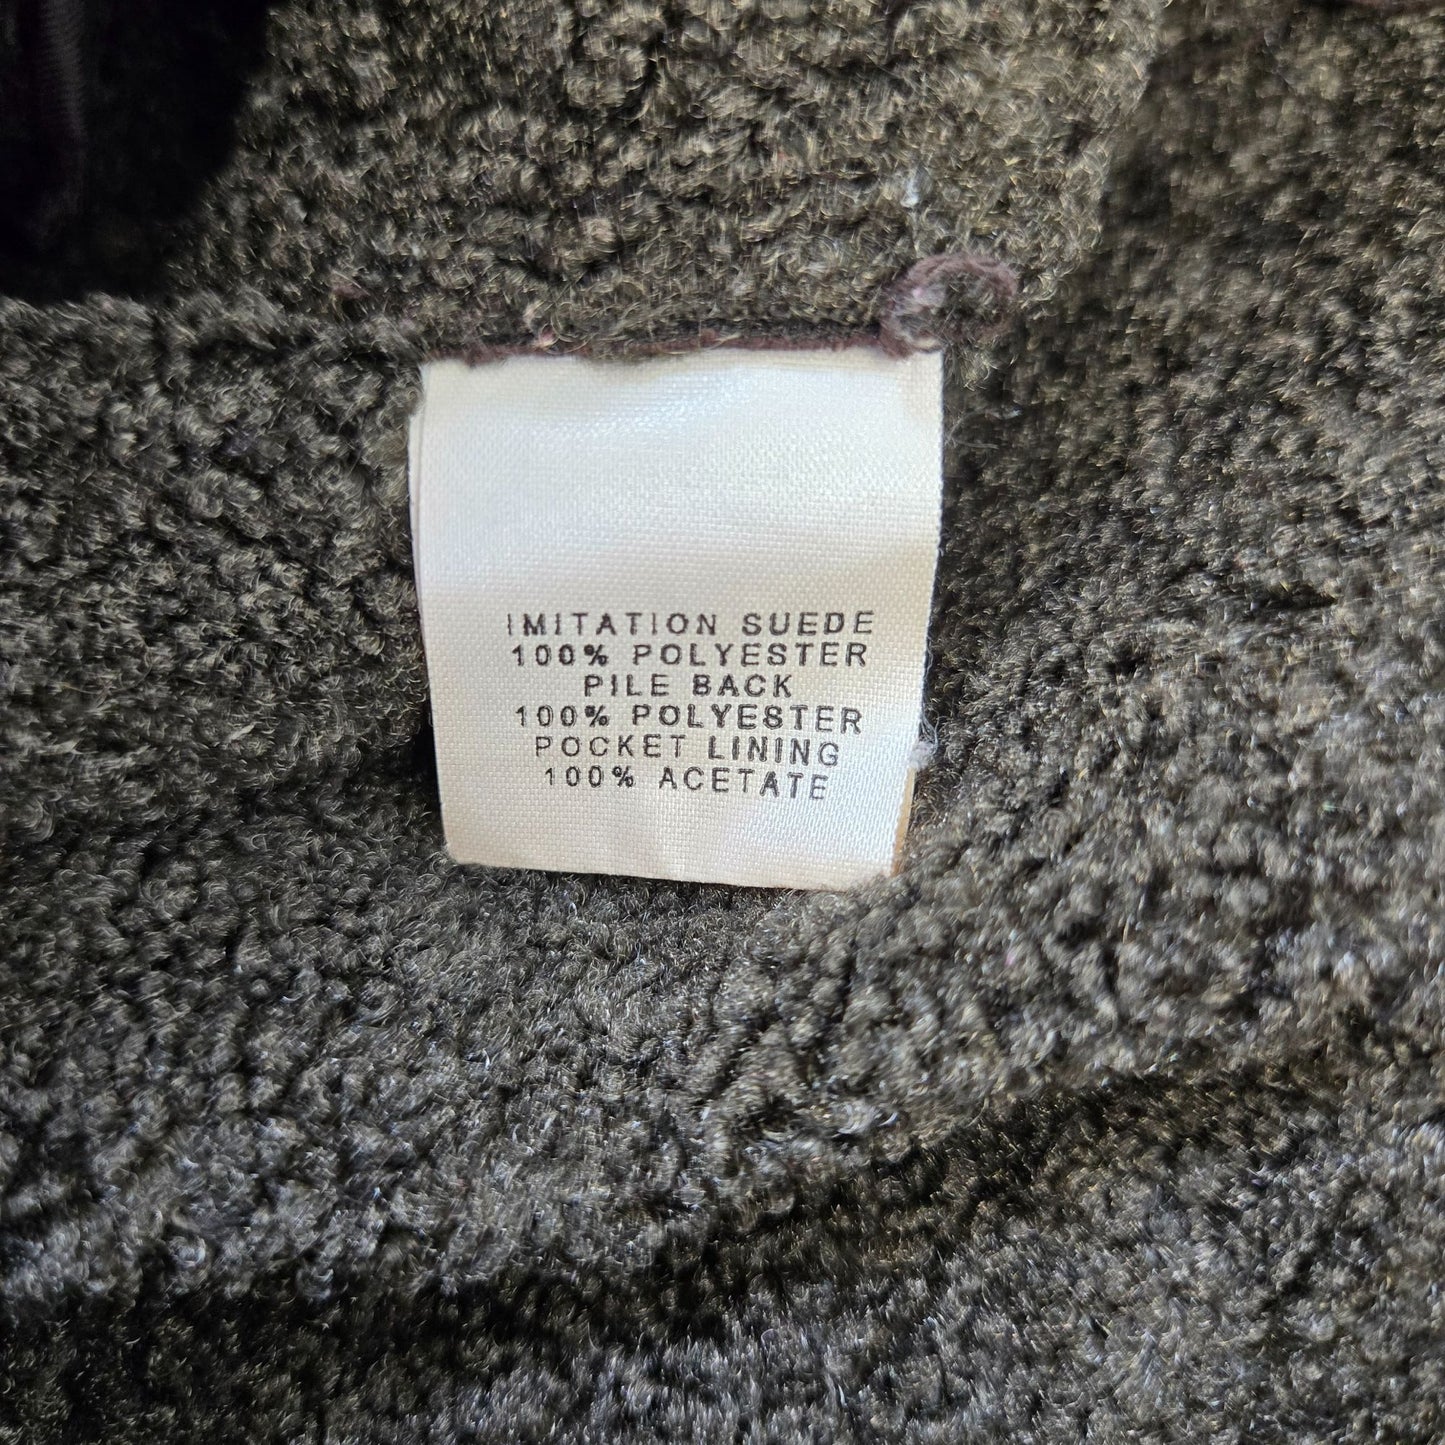 IMITATION SUEDE
100% POLYESTER
PILE BACK
100% POLYESTER
POCKET LINING
100% ACETATE